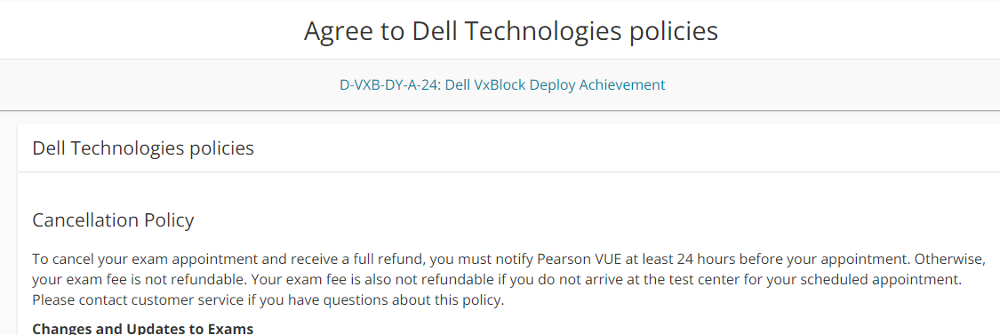 Agree to Dell Technologies policies
D-VXB-DY-A-24: Dell VxBlock Deploy Achievement
Dell Technologies policies
Cancellation Policy
To cancel your exam appointment and receive a full refund, you must notify Pearson VUE at least 24 hours before your appointment. Otherwise,
your exam fee is not refundable. Your exam fee is also not refundable if you do not arrive at the test center for your scheduled appointment.
Please contact customer service if you have questions about this policy.
Changes and Updates to Exams